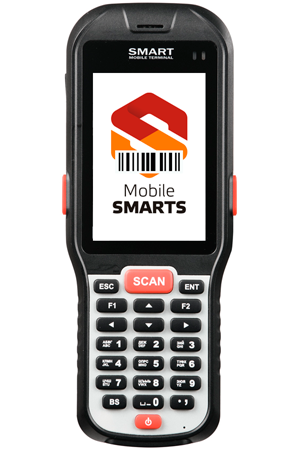 SMART
MOBILE TERMINAL
Mobile
SMARTS
ESC SCAN ENT
F1 F2
1 2 3
4 5 6
7 8 9
BS 0 . ,